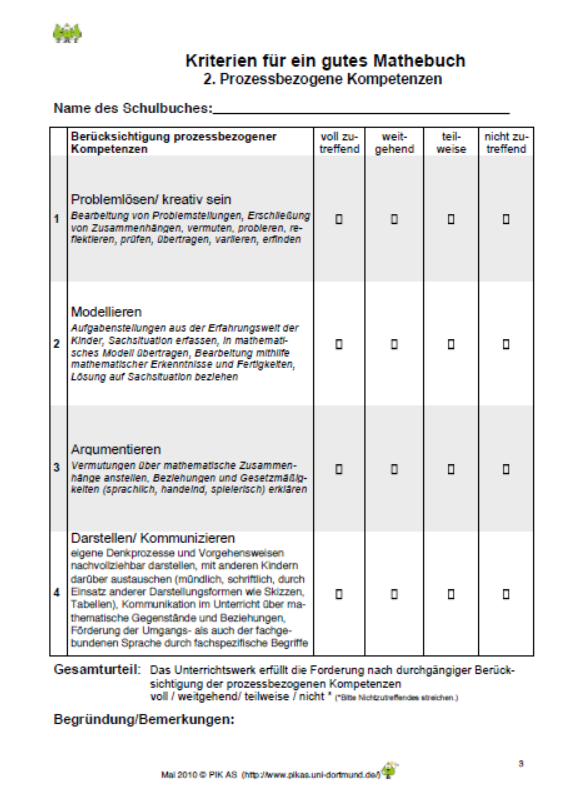 PIK
Kriterien für ein gutes Mathebuch
2. Prozessbezogene Kompetenzen
Name des Schulbuches:
Berücksichtigung prozessbezogener
Kompetenzen
voll zu-
treffend
weit-
gehend
teil-
weise
nicht zu-
treffend
1
Problemlösen/ kreativ sein
Bearbeitung von Problemstellungen, Erschließung
von Zusammenhängen, vermuten, probieren, re-
flektieren, prüfen, übertragen, variieren, erfinden
2
Modellieren
Aufgabenstellungen aus der Erfahrungswelt der
Kinder, Sachsituation erfassen, in mathemati-
sches Modell übertragen, Bearbeitung mithilfe
mathematischer Erkenntnisse und Fertigkeiten,
Lösung auf Sachsituation beziehen
3
Argumentieren
Vermutungen über mathematische Zusammen-
hänge anstellen, Beziehungen und Gesetzmäßig-
keiten (sprachlich, handelnd, spielerisch) erklären
4
Darstellen/ Kommunizieren
eigene Denkprozesse und Vorgehensweisen
nachvollziehbar darstellen, mit anderen Kindern
darüber austauschen (mündlich, schriftlich, durch
Einsatz anderer Darstellungsformen wie Skizzen,
Tabellen), Kommunikation im Unterricht über ma-
thematische Gegenstände und Beziehungen,
Förderung der Umgangs- als auch der fachge-
bundenen Sprache durch fachspezifische Begriffe
Gesamturteil: Das Unterrichtswerk erfüllt die Forderung nach durchgängiger Berück-
sichtigung der prozessbezogenen Kompetenzen
voll / weitgehend/ teilweise / nicht * (*Bitte Nichtzutreffendes streichen.)
Begründung/Bemerkungen:
3
Mai 2010 © PIK AS (http://www.pikas.uni-dortmund.de/)